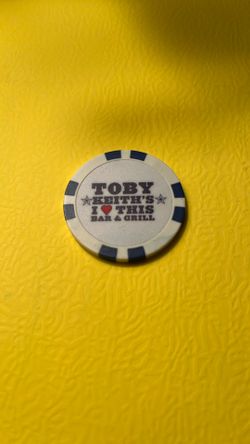 TOBY
KEITH'S
I ❤ THIS
BAR & GRILL